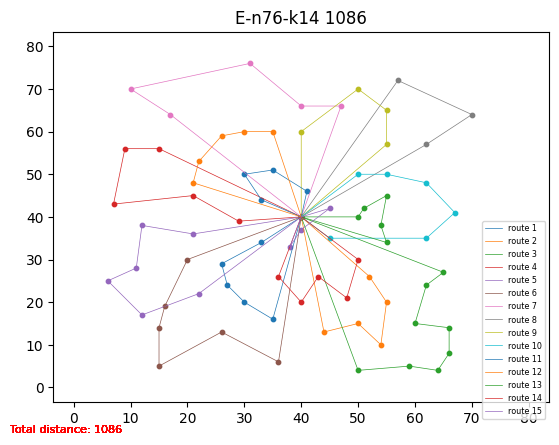 E-n76-k14 1086
80
70
60
50
40
30
20
10
0
0 10 20 30 40 50 60 70 80
route 1
route 2
route 3
route 4
route 5
route 6
route 7
route 8
route 9
route 10
route 11
route 12
route 13
route 14
route 15
Total distance: 1086